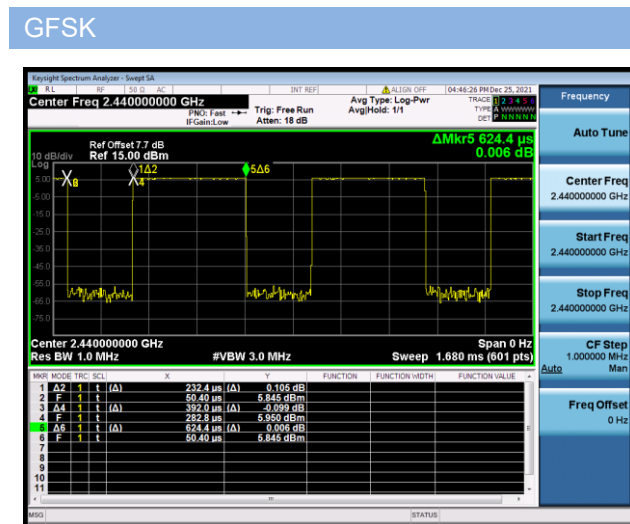 GFSK
Keysight Spectrum Analyzer - Swept SA
RL RF 50 Ω AC INT REF ALIGN OFF 04:46:26 PM Dec 25, 2021
Center Freq 2.440000000 GHz
PNO: Fast
IFGain:Low
Trig: Free Run
Atten: 18 dB
Avg Type: Log-Pwr
Avg|Hold: 1/1
TRACE 1 2 3 4 5 6
TYPE A WWWWWW
DET P N N N N N
Frequency
Auto Tune
Center Freq
2.440000000 GHz
Start Freq
2.440000000 GHz
Stop Freq
2.440000000 GHz
CF Step
1.000000 MHz
Auto Man
Freq Offset
0 Hz
ΔMkr5 624.4 µs
0.006 dB
Ref Offset 7.7 dB
10 dB/div Ref 15.00 dBm
Log
1Δ2
5Δ6
5.00
-5.00
-15.0
-25.0
-35.0
-45.0
-55.0
-65.0
-75.0
Center 2.440000000 GHz Span 0 Hz
Res BW 1.0 MHz #VBW 3.0 MHz Sweep 1.680 ms (601 pts)
MKR MODE TRC SCL X Y FUNCTION FUNCTION WIDTH FUNCTION VALUE
1 Δ2 1 t (Δ) 232.4 µs (Δ) 0.105 dB
2 F 1 t 50.40 µs 5.845 dBm
3 Δ4 1 t (Δ) 392.0 µs (Δ) -0.099 dB
4 F 1 t 282.8 µs 5.950 dBm
5 Δ6 1 t (Δ) 624.4 µs (Δ) 0.006 dB
6 F 1 t 50.40 µs 5.845 dBm
7
8
9
10
11
MSG STATUS